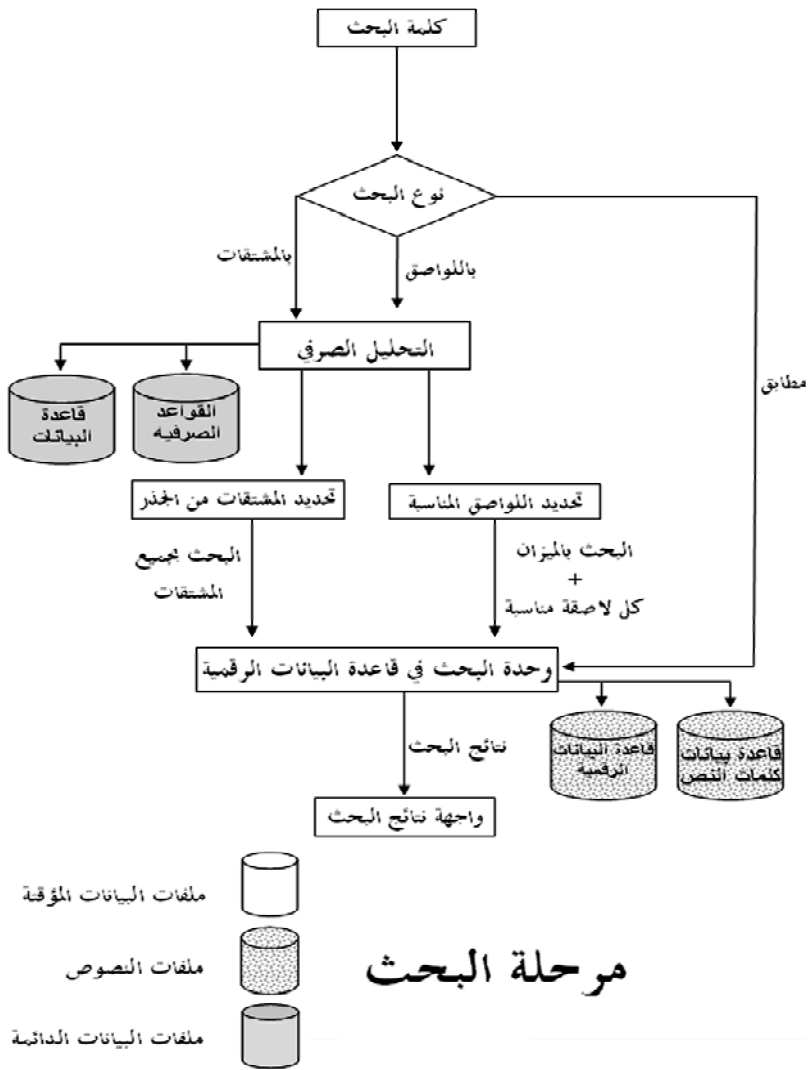 كلمة البحث
نوع البحث
بالمشتقات
باللواصق
مطابق
التحليل الصرفي
القواعد
الصرفيه
قاعدة
البيانات
تحديد اللواصق المناسبة
تحديد المشتقات من الجذر
البحث بالميزان
+
كل لاصقة مناسبة
البحث بجميع
المشتقات
وحدة البحث في قاعدة البيانات الرقمية
قاعدة بيانات
كلمات النص
قاعدة البيانات
الرقميه
نتائج البحث
واجهة نتائج البحث
ملفات البيانات المؤقتة
مرحلة البحث
ملفات النصوص
ملفات البيانات الدائمة